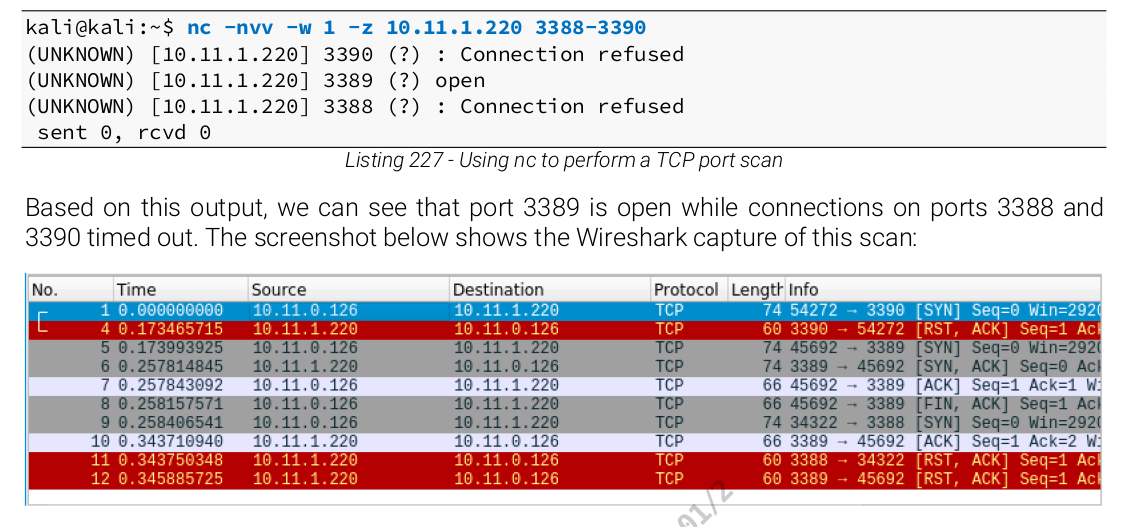 kali@kali:~$ nc -nvv -w 1 -z 10.11.1.220 3388-3390
(UNKNOWN) [10.11.1.220] 3390 (?) : Connection refused
(UNKNOWN) [10.11.1.220] 3389 (?) open
(UNKNOWN) [10.11.1.220] 3388 (?) : Connection refused
sent 0, rcvd 0
Listing 227 - Using nc to perform a TCP port scan
Based on this output, we can see that port 3389 is open while connections on ports 3388 and
3390 timed out. The screenshot below shows the Wireshark capture of this scan:
No. Time Source Destination Protocol Length Info
1 0.000000000 10.11.0.126 10.11.1.220 TCP 74 54272 → 3390 [SYN] Seq=0 Win=2920
4 0.173465715 10.11.1.220 10.11.0.126 TCP 60 3390 → 54272 [RST, ACK] Seq=1 Ack
5 0.173993925 10.11.0.126 10.11.1.220 TCP 74 45692 → 3389 [SYN] Seq=0 Win=2920
6 0.257814845 10.11.1.220 10.11.0.126 TCP 74 3389 → 45692 [SYN, ACK] Seq=0 Ack
7 0.257843092 10.11.0.126 10.11.1.220 TCP 66 45692 → 3389 [ACK] Seq=1 Ack=1 Wi
8 0.258157571 10.11.0.126 10.11.1.220 TCP 66 45692 → 3389 [FIN, ACK] Seq=1 Ack
9 0.258406541 10.11.0.126 10.11.1.220 TCP 74 34322 → 3388 [SYN] Seq=0 Win=2920
10 0.343710940 10.11.1.220 10.11.0.126 TCP 66 3389 → 45692 [ACK] Seq=1 Ack=2 Wi
11 0.343750348 10.11.1.220 10.11.0.126 TCP 60 3388 → 34322 [RST, ACK] Seq=1 Ack
12 0.345885725 10.11.1.220 10.11.0.126 TCP 60 3389 → 45692 [RST, ACK] Seq=1 Ack
01/2